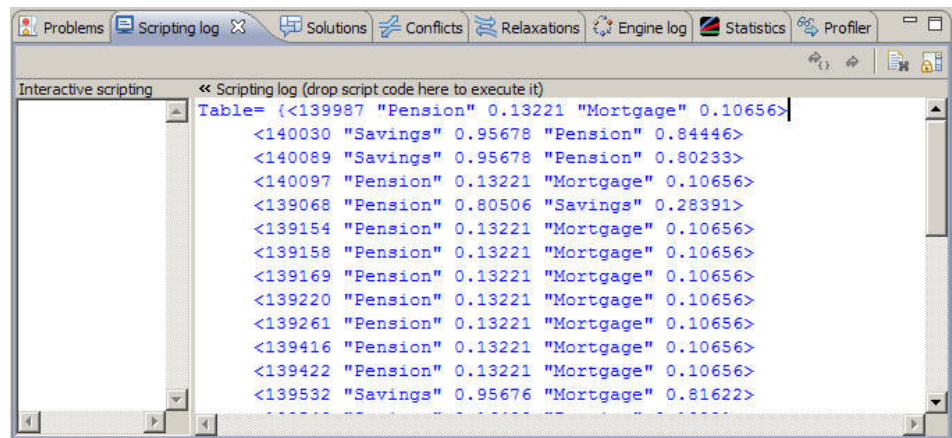 Problems Scripting log Solutions Conflicts Relaxations Engine log Statistics Profiler
Interactive scripting
<< Scripting log (drop script code here to execute it)
Table= {<139987 "Pension" 0.13221 "Mortgage" 0.10656>
<140030 "Savings" 0.95678 "Pension" 0.84446>
<140089 "Savings" 0.95678 "Pension" 0.80233>
<140097 "Pension" 0.13221 "Mortgage" 0.10656>
<139068 "Pension" 0.80506 "Savings" 0.28391>
<139154 "Pension" 0.13221 "Mortgage" 0.10656>
<139158 "Pension" 0.13221 "Mortgage" 0.10656>
<139169 "Pension" 0.13221 "Mortgage" 0.10656>
<139220 "Pension" 0.13221 "Mortgage" 0.10656>
<139261 "Pension" 0.13221 "Mortgage" 0.10656>
<139416 "Pension" 0.13221 "Mortgage" 0.10656>
<139422 "Pension" 0.13221 "Mortgage" 0.10656>
<139532 "Savings" 0.95676 "Mortgage" 0.81622>